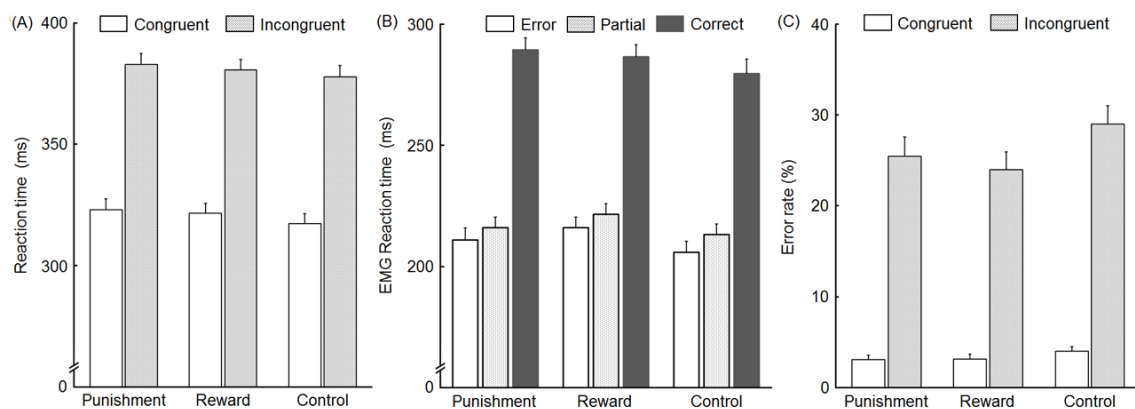 (A)
Congruent
Incongruent
Reaction time (ms)
400
350
300
0
Punishment
Reward
Control
(B)
Error
Partial
Correct
EMG Reaction time (ms)
300
250
200
0
Punishment
Reward
Control
(C)
Congruent
Incongruent
Error rate (%)
40
30
20
10
0
Punishment
Reward
Control